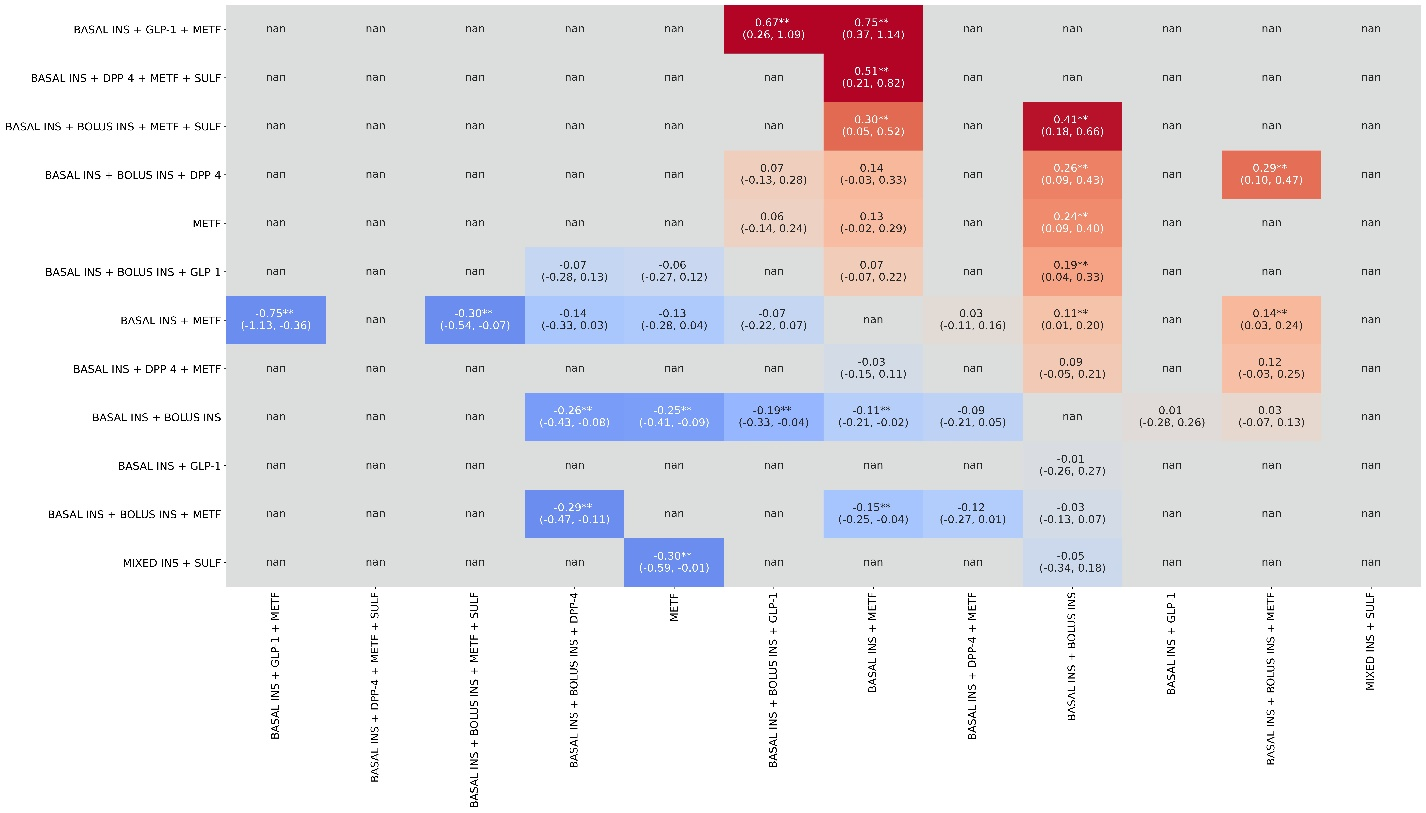 BASAL INS + GLP-1 + METF nan nan nan nan nan 0.67** 0.75** nan nan nan nan nan
(0.26, 1.09) (0.37, 1.14)
BASAL INS + DPP 4 + METF + SULF nan nan nan nan nan nan 0.51** nan nan nan nan nan
(0.21, 0.82)
BASAL INS + BOLUS INS + METF + SULF nan nan nan nan nan nan 0.30** nan 0.41** nan nan nan
(0.05, 0.52) (0.18, 0.66)
BASAL INS + BOLUS INS + DPP 4 nan nan nan nan nan 0.07 0.14 nan 0.26** nan 0.29** nan
(-0.13, 0.28) (-0.03, 0.33) (0.09, 0.43) (0.10, 0.47)
METF nan nan nan nan nan 0.06 0.13 nan 0.24** nan nan nan
(-0.14, 0.24) (-0.02, 0.29) (0.09, 0.40)
BASAL INS + BOLUS INS + GLP 1 nan nan nan -0.07 -0.06 nan 0.07 nan 0.19** nan nan nan
(-0.28, 0.13) (-0.27, 0.12) (-0.07, 0.22) (0.04, 0.33)
BASAL INS + METF -0.75** nan -0.30** -0.14 -0.13 -0.07 nan 0.03 0.11** nan 0.14** nan
(-1.13, -0.36) (-0.54, -0.07) (-0.33, 0.03) (-0.28, 0.04) (-0.22, 0.07) (-0.11, 0.16) (0.01, 0.20) (0.03, 0.24)
BASAL INS + DPP 4 + METF nan nan nan nan nan nan -0.03 nan 0.09 nan 0.12 nan
(-0.15, 0.11) (-0.05, 0.21) (-0.03, 0.25)
BASAL INS + BOLUS INS nan nan nan -0.26** -0.25** -0.19** -0.11** -0.09 nan 0.01 0.03 nan
(-0.43, -0.08) (-0.41, -0.09) (-0.33, -0.04) (-0.21, -0.02) (-0.21, 0.05) (-0.28, 0.26) (-0.07, 0.13)
BASAL INS + GLP-1 nan nan nan nan nan nan nan nan -0.01 nan nan nan
(-0.26, 0.27)
BASAL INS + BOLUS INS + METF nan nan nan -0.29** nan nan -0.15** -0.12 -0.03 nan nan nan
(-0.47, -0.11) (-0.25, -0.04) (-0.27, 0.01) (-0.13, 0.07)
MIXED INS + SULF nan nan nan nan -0.30** nan nan nan -0.05 nan nan nan
(-0.59, -0.01) (-0.34, 0.18)
BASAL INS + GLP 1 + METF
BASAL INS + DPP-4 + METF + SULF
BASAL INS + BOLUS INS + METF + SULF
BASAL INS + BOLUS INS + DPP-4
METF
BASAL INS + BOLUS INS + GLP-1
BASAL INS + METF
BASAL INS + DPP-4 + METF
BASAL INS + BOLUS INS
BASAL INS + GLP 1
BASAL INS + BOLUS INS + METF
MIXED INS + SULF